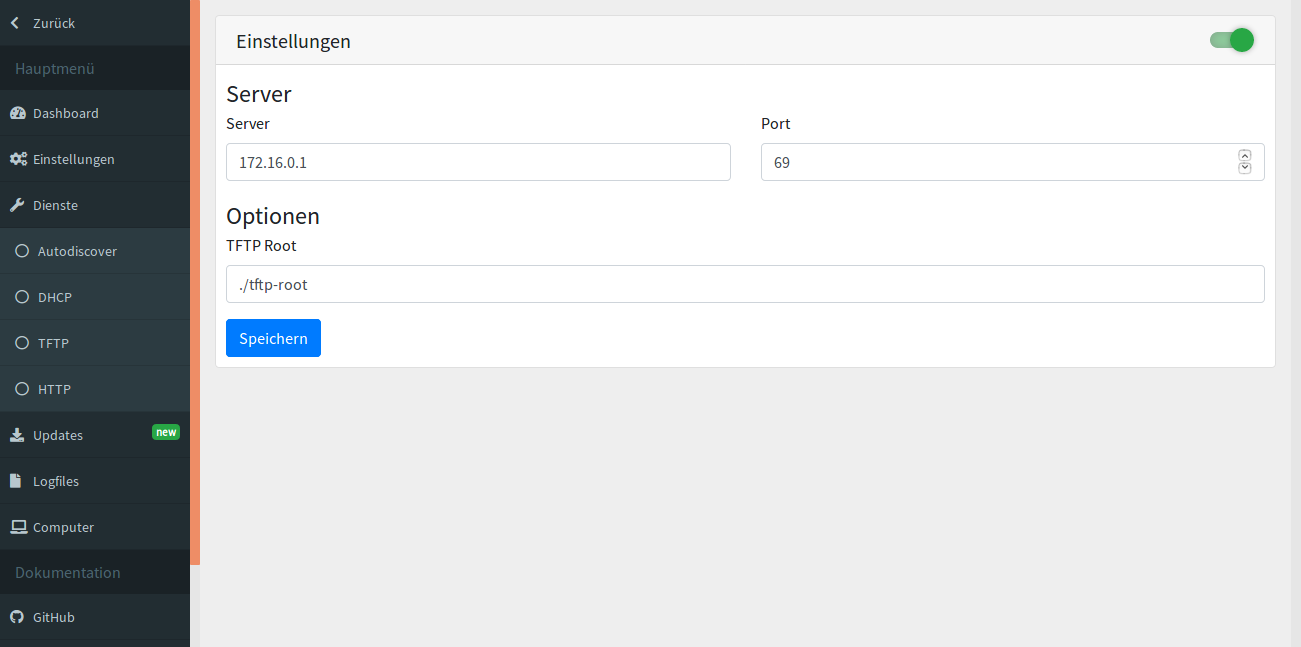 Zurück
Hauptmenü
Dashboard
Einstellungen
Dienste
Autodiscover
DHCP
TFTP
HTTP
Updates new
Logfiles
Computer
Dokumentation
GitHub
Einstellungen
Server
Server Port
172.16.0.1 69
Optionen
TFTP Root
./tftp-root
Speichern